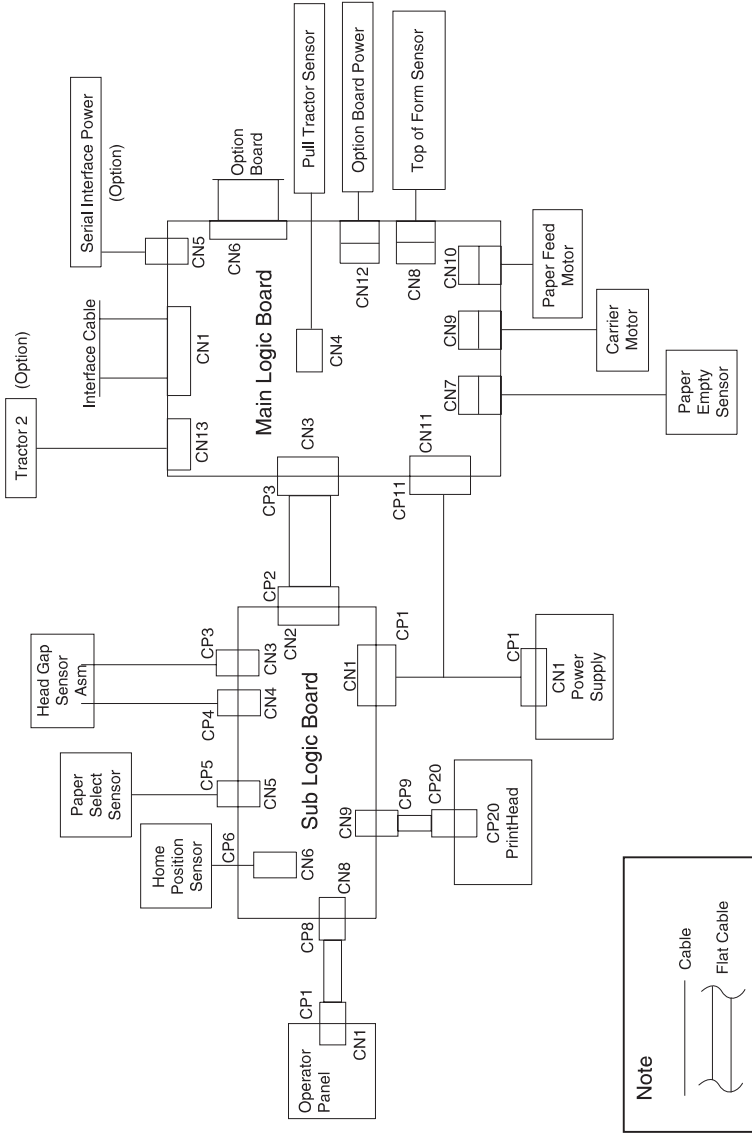 Tractor 2
(Option)
Interface Cable
Serial Interface Power
(Option)
CN13
CN1
CN5
CN6
Option
Board
Main Logic Board
CN4
Pull Tractor Sensor
CN12
Option Board Power
CN8
Top of Form Sensor
CP3
CN3
CP11
CN11
CN7
CN9
CN10
Paper
Empty
Sensor
Carrier
Motor
Paper Feed
Motor
Head Gap
Sensor
Asm
CP3
CN3
CP4
CN4
CP2
CN2
Paper
Select
Sensor
CP5
CN5
Home
Position
Sensor
CP6
CN6
Sub Logic Board
CN8
CP8
CP1
CN1
Operator
Panel
CN9
CP9
CP20
CP20
PrintHead
CN1
CP1
CP1
CN1
Power
Supply
Note
Cable
Flat Cable